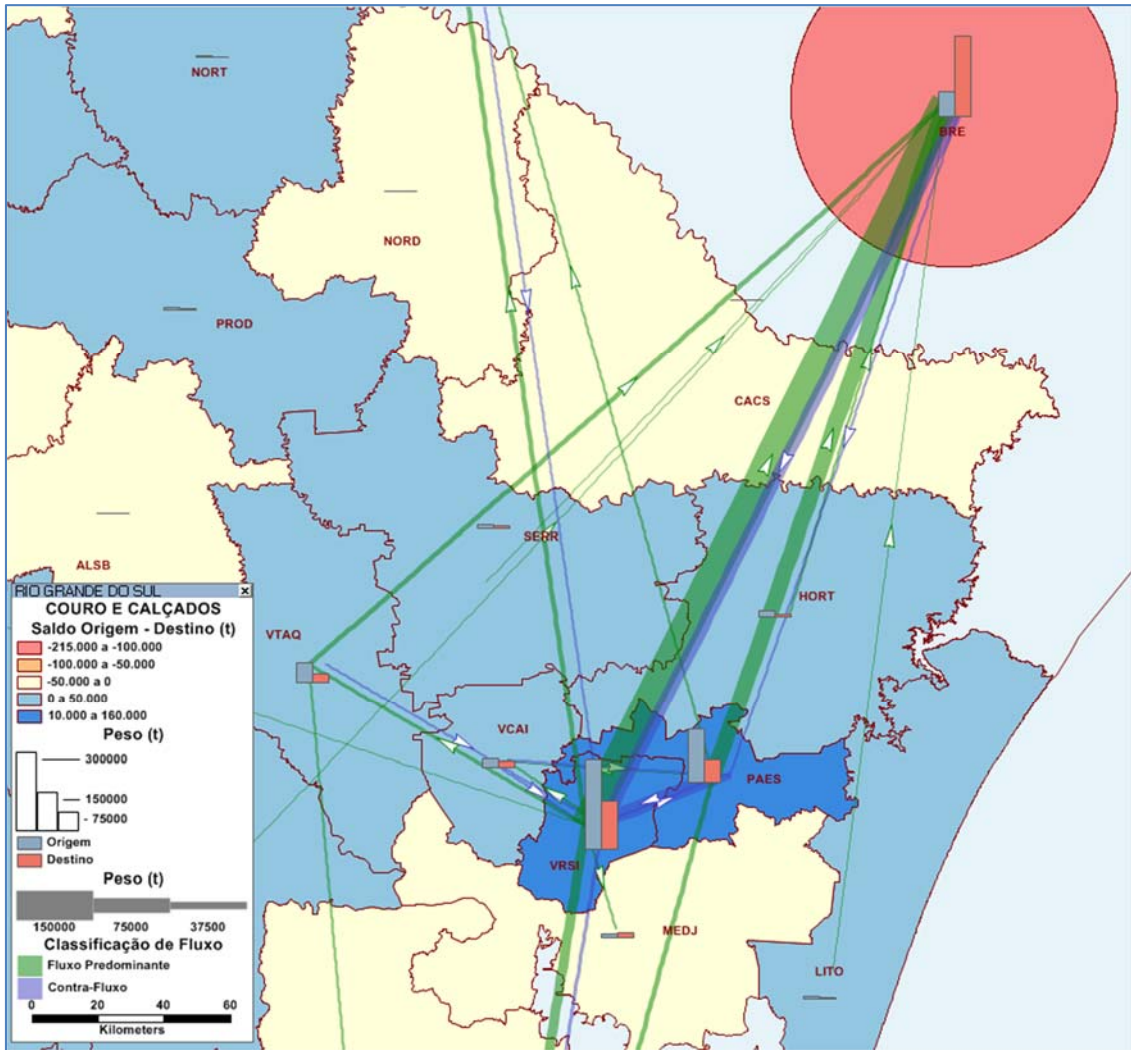 NORT
BRE
NORD
PROD
CACS
SERR
ALSB
HORT
VTAQ
VCAI
PAES
VRSI
MEDJ
LITO
RIO GRANDE DO SUL
COURO E CALÇADOS
Saldo Origem - Destino (t)
-215.000 a -100.000
-100.000 a -50.000
-50.000 a 0
0 a 50.000
10.000 a 160.000
Peso (t)
300000
150000
75000
Origem
Destino
Peso (t)
150000 75000 37500
Classificação de Fluxo
Fluxo Predominante
Contra-Fluxo
0 20 40 60
Kilometers